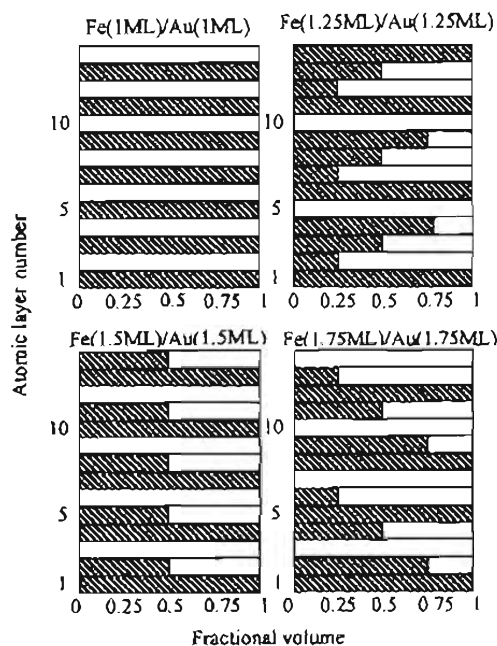 Fe(1ML)/Au(1ML) Fe(1.25ML)/Au(1.25ML)
10 10
5 5
1 1
0 0.25 0.5 0.75 1 0 0.25 0.5 0.75 1
Atomic layer number
Fe(1.5ML)/Au(1.5ML) Fe(1.75ML)/Au(1.75ML)
10 10
5 5
1 1
0 0.25 0.5 0.75 1 0 0.25 0.5 0.75 1
Fractional volume